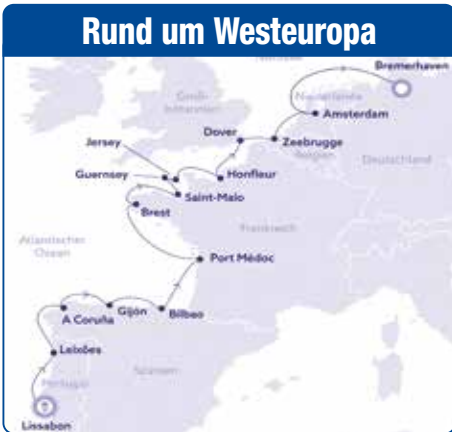 Rund um Westeuropa
Nordsee
Bremerhaven
Groß-
britannien
Niederlande
Amsterdam
Dover
Zeebrugge
Belgien
Deutschland
Jersey
Guernsey
Honfleur
Saint-Malo
Brest
Frankreich
Atlantischer
Ozean
Port Médoc
A Coruña
Gijón
Bilbao
Leixões
Spanien
Portugal
Lissabon